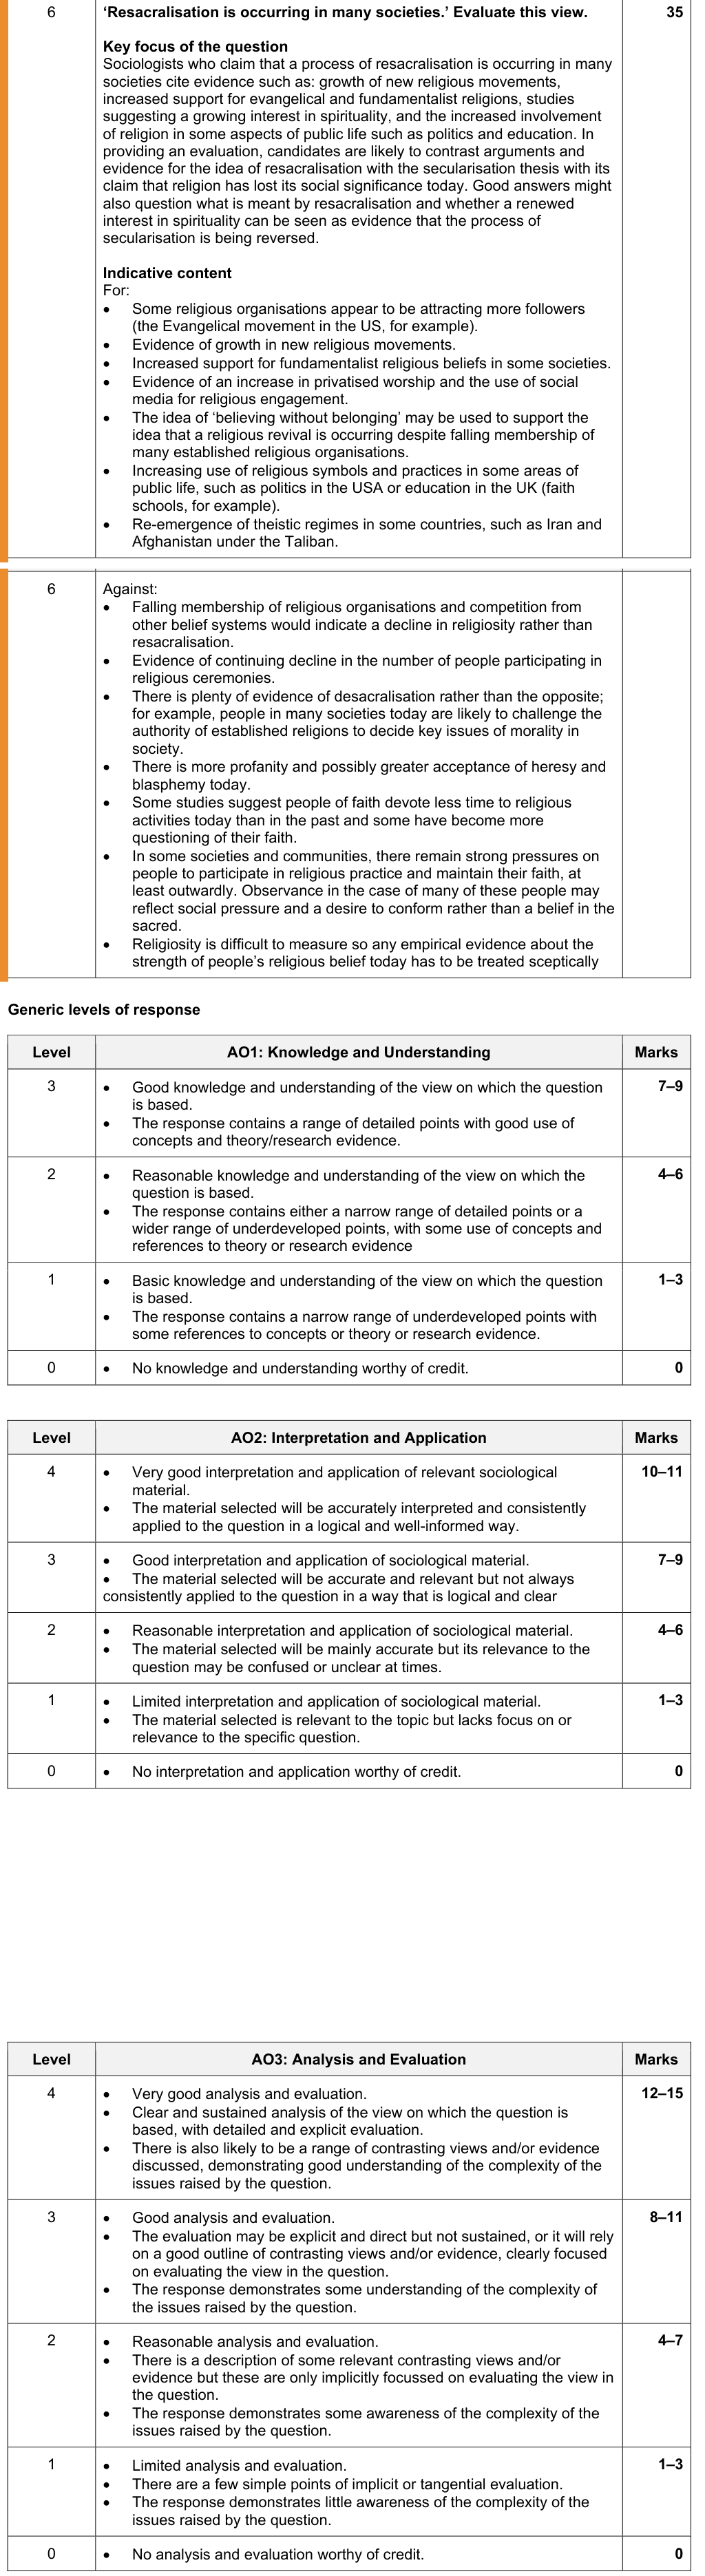 6 ‘Resacralisation is occurring in many societies.’ Evaluate this view. 35
Key focus of the question
Sociologists who claim that a process of resacralisation is occurring in many
societies cite evidence such as: growth of new religious movements,
increased support for evangelical and fundamentalist religions, studies
suggesting a growing interest in spirituality, and the increased involvement
of religion in some aspects of public life such as politics and education. In
providing an evaluation, candidates are likely to contrast arguments and
evidence for the idea of resacralisation with the secularisation thesis with its
claim that religion has lost its social significance today. Good answers might
also question what is meant by resacralisation and whether a renewed
interest in spirituality can be seen as evidence that the process of
secularisation is being reversed.
Indicative content
For:
• Some religious organisations appear to be attracting more followers
(the Evangelical movement in the US, for example).
• Evidence of growth in new religious movements.
• Increased support for fundamentalist religious beliefs in some societies.
• Evidence of an increase in privatised worship and the use of social
media for religious engagement.
• The idea of ‘believing without belonging’ may be used to support the
idea that a religious revival is occurring despite falling membership of
many established religious organisations.
• Increasing use of religious symbols and practices in some areas of
public life, such as politics in the USA or education in the UK (faith
schools, for example).
• Re-emergence of theistic regimes in some countries, such as Iran and
Afghanistan under the Taliban.
6 Against:
• Falling membership of religious organisations and competition from
other belief systems would indicate a decline in religiosity rather than
resacralisation.
• Evidence of continuing decline in the number of people participating in
religious ceremonies.
• There is plenty of evidence of desacralisation rather than the opposite;
for example, people in many societies today are likely to challenge the
authority of established religions to decide key issues of morality in
society.
• There is more profanity and possibly greater acceptance of heresy and
blasphemy today.
• Some studies suggest people of faith devote less time to religious
activities today than in the past and some have become more
questioning of their faith.
• In some societies and communities, there remain strong pressures on
people to participate in religious practice and maintain their faith, at
least outwardly. Observance in the case of many of these people may
reflect social pressure and a desire to conform rather than a belief in the
sacred.
• Religiosity is difficult to measure so any empirical evidence about the
strength of people’s religious belief today has to be treated sceptically
Generic levels of response
Level AO1: Knowledge and Understanding Marks
3 • Good knowledge and understanding of the view on which the question 7–9
is based.
• The response contains a range of detailed points with good use of
concepts and theory/research evidence.
2 • Reasonable knowledge and understanding of the view on which the 4–6
question is based.
• The response contains either a narrow range of detailed points or a
wider range of underdeveloped points, with some use of concepts and
references to theory or research evidence
1 • Basic knowledge and understanding of the view on which the question 1–3
is based.
• The response contains a narrow range of underdeveloped points with
some references to concepts or theory or research evidence.
0 • No knowledge and understanding worthy of credit. 0
Level AO2: Interpretation and Application Marks
4 • Very good interpretation and application of relevant sociological 10–11
material.
• The material selected will be accurately interpreted and consistently
applied to the question in a logical and well-informed way.
3 • Good interpretation and application of sociological material. 7–9
• The material selected will be accurate and relevant but not always
consistently applied to the question in a way that is logical and clear
2 • Reasonable interpretation and application of sociological material. 4–6
• The material selected will be mainly accurate but its relevance to the
question may be confused or unclear at times.
1 • Limited interpretation and application of sociological material. 1–3
• The material selected is relevant to the topic but lacks focus on or
relevance to the specific question.
0 • No interpretation and application worthy of credit. 0
Level AO3: Analysis and Evaluation Marks
4 • Very good analysis and evaluation. 12–15
• Clear and sustained analysis of the view on which the question is
based, with detailed and explicit evaluation.
• There is also likely to be a range of contrasting views and/or evidence
discussed, demonstrating good understanding of the complexity of the
issues raised by the question.
3 • Good analysis and evaluation. 8–11
• The evaluation may be explicit and direct but not sustained, or it will rely
on a good outline of contrasting views and/or evidence, clearly focused
on evaluating the view in the question.
• The response demonstrates some understanding of the complexity of
the issues raised by the question.
2 • Reasonable analysis and evaluation. 4–7
• There is a description of some relevant contrasting views and/or
evidence but these are only implicitly focussed on evaluating the view in
the question.
• The response demonstrates some awareness of the complexity of the
issues raised by the question.
1 • Limited analysis and evaluation. 1–3
• There are a few simple points of implicit or tangential evaluation.
• The response demonstrates little awareness of the complexity of the
issues raised by the question.
0 • No analysis and evaluation worthy of credit. 0